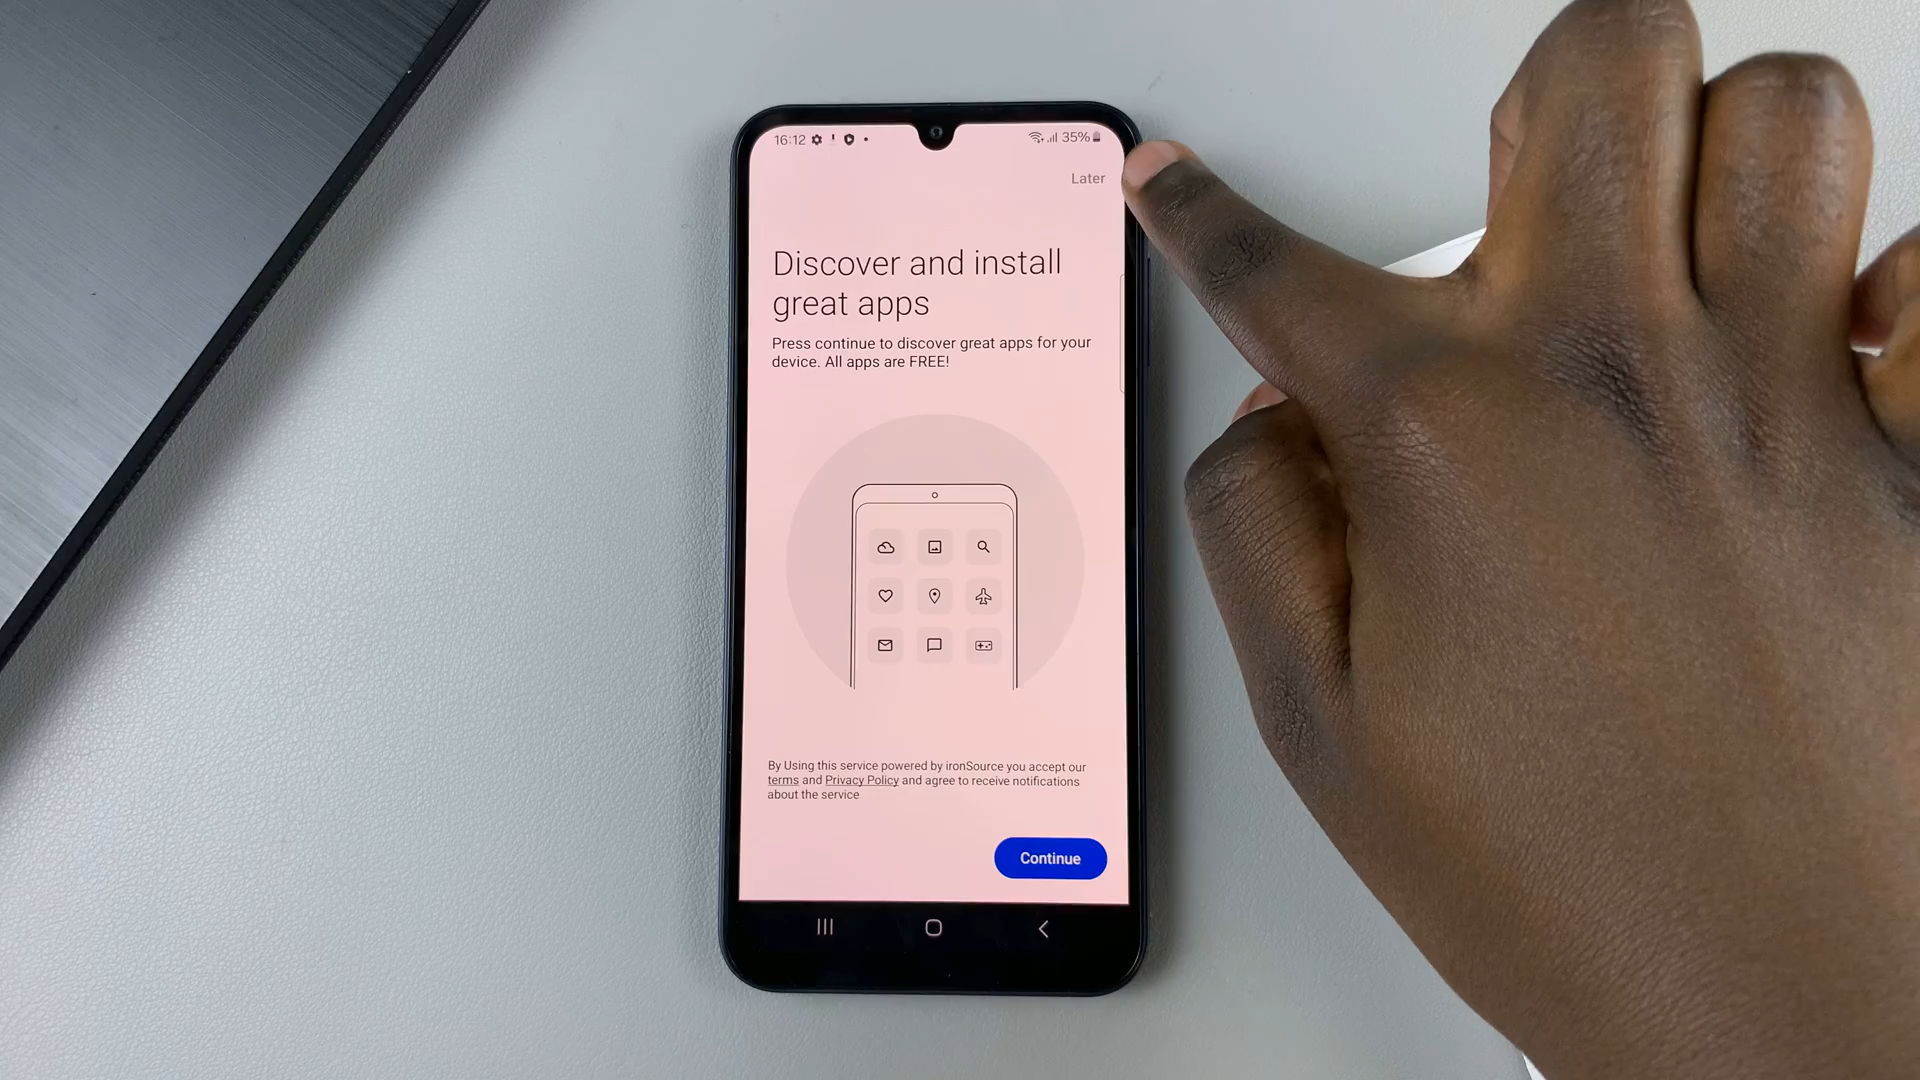 16:12
35%
Later
Discover and install
great apps
Press continue to discover great apps for your
device. All apps are FREE!
By Using this service powered by ironSource you accept our
terms and Privacy Policy and agree to receive notifications
about the service
Continue